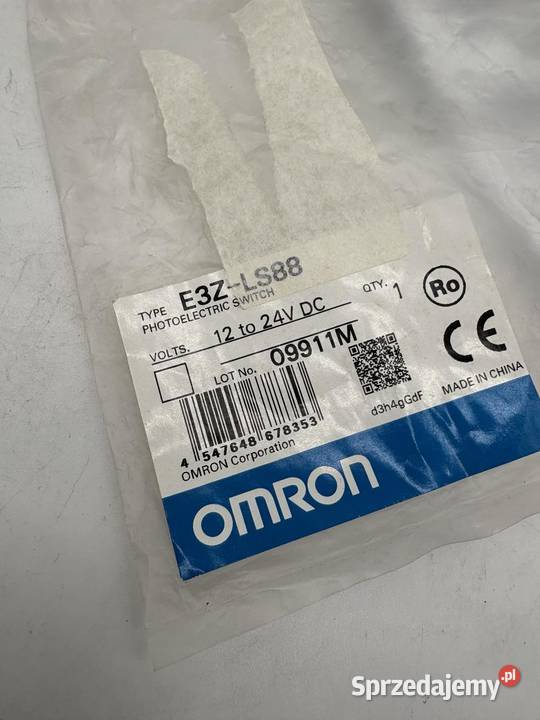 TYPE E3Z-LS88
PHOTOELECTRIC SWITCH
VOLTS. 12 to 24V DC QTY. 1 Ro
LOT No. 09911M CE
4 547648 678353
d3h4gGdF MADE IN CHINA
OMRON Corporation
OMRON
Sprzedajemy.pl